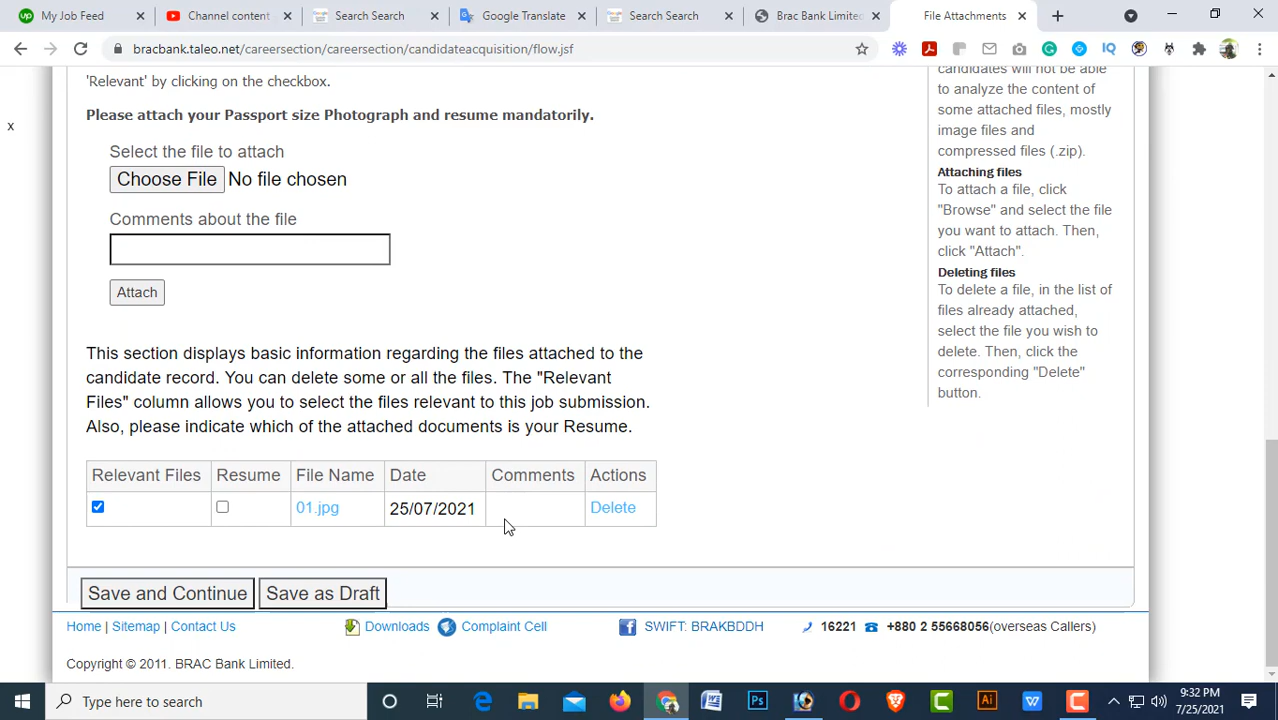 My Job Feed
Channel content
Search Search
Google Translate
Search Search
Brac Bank Limited
File Attachments
bracbank.taleo.net/careersection/careersection/candidateacquisition/flow.jsf
'Relevant' by clicking on the checkbox.
Please attach your Passport size Photograph and resume mandatorily.
Select the file to attach
Choose File No file chosen
Comments about the file
Attach
This section displays basic information regarding the files attached to the
candidate record. You can delete some or all the files. The "Relevant
Files" column allows you to select the files relevant to this job submission.
Also, please indicate which of the attached documents is your Resume.
Relevant Files Resume File Name Date Comments Actions
01.jpg 25/07/2021 Delete
Save and Continue Save as Draft
candidates will not be able
to analyze the content of
some attached files, mostly
image files and
compressed files (.zip).
Attaching files
To attach a file, click
"Browse" and select the file
you want to attach. Then,
click "Attach".
Deleting files
To delete a file, in the list of
files already attached,
select the file you wish to
delete. Then, click the
corresponding "Delete"
button.
x
Home | Sitemap | Contact Us Downloads Complaint Cell SWIFT: BRAKBDDH 16221 +880 2 55668056(overseas Callers)
Copyright © 2011. BRAC Bank Limited.
Type here to search
9:32 PM
7/25/2021